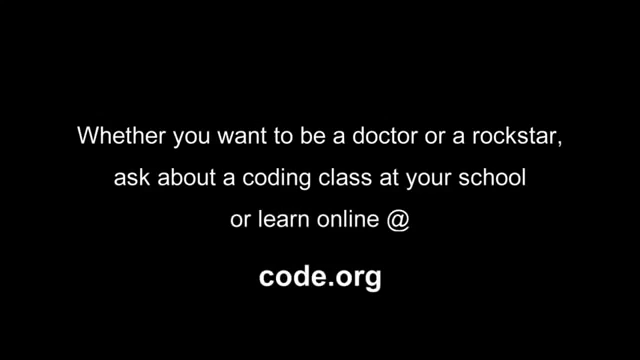 Whether you want to be a doctor or a rockstar,
ask about a coding class at your school
or learn online @
code.org